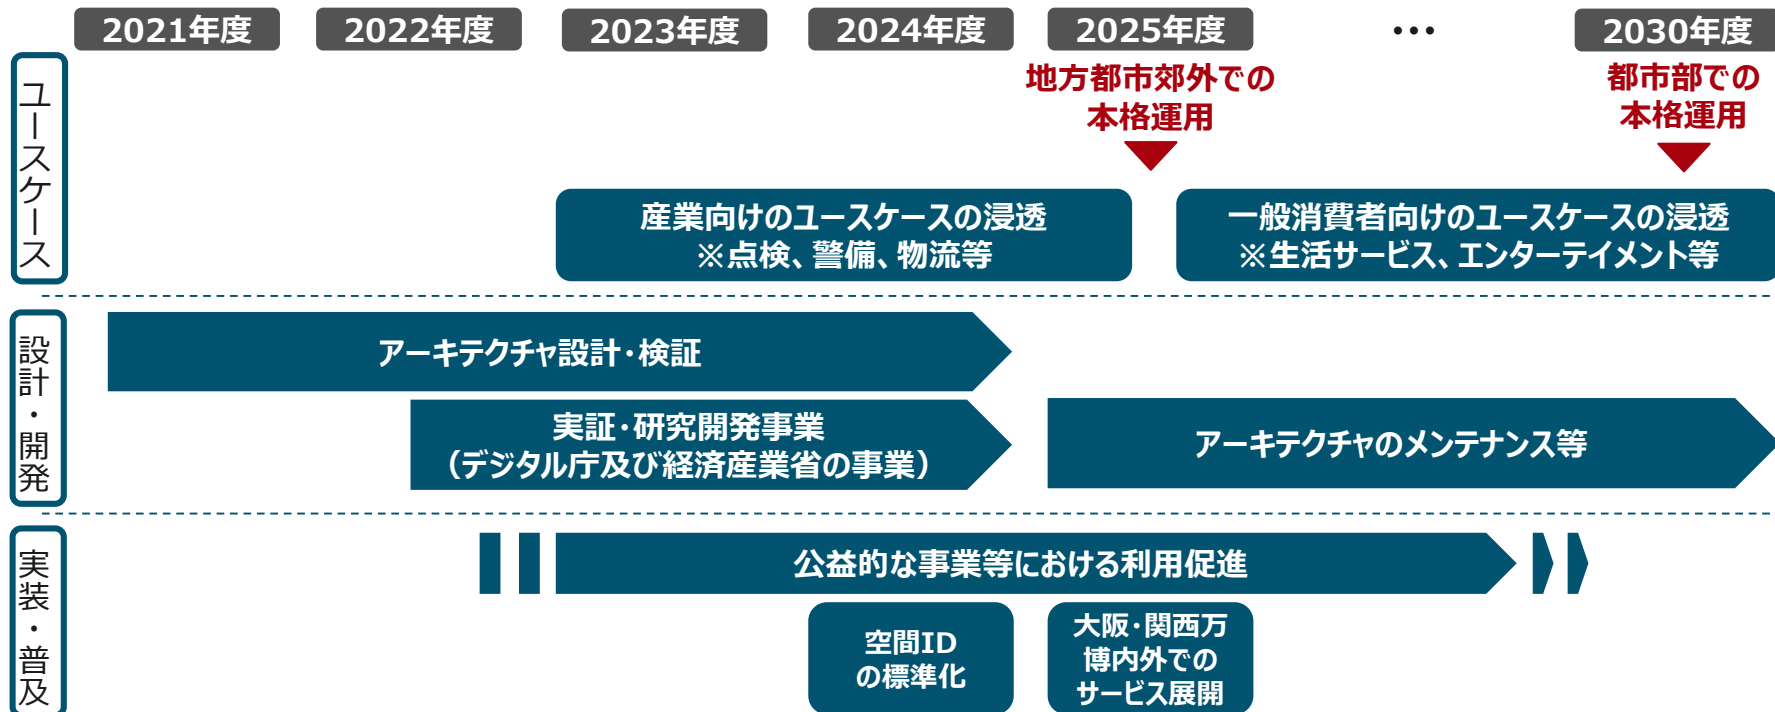 2021年度
2022年度
2023年度
2024年度
2025年度
…
2030年度
ユースケース
地方都市郊外での
本格運用
都市部での
本格運用
産業向けのユースケースの浸透
※点検、警備、物流等
一般消費者向けのユースケースの浸透
※生活サービス、エンターテイメント等
設計・開発
アーキテクチャ設計・検証
実証・研究開発事業
（デジタル庁及び経済産業省の事業）
アーキテクチャのメンテナンス等
実装・普及
公益的な事業等における利用促進
空間ID
の標準化
大阪・関西万
博内外での
サービス展開